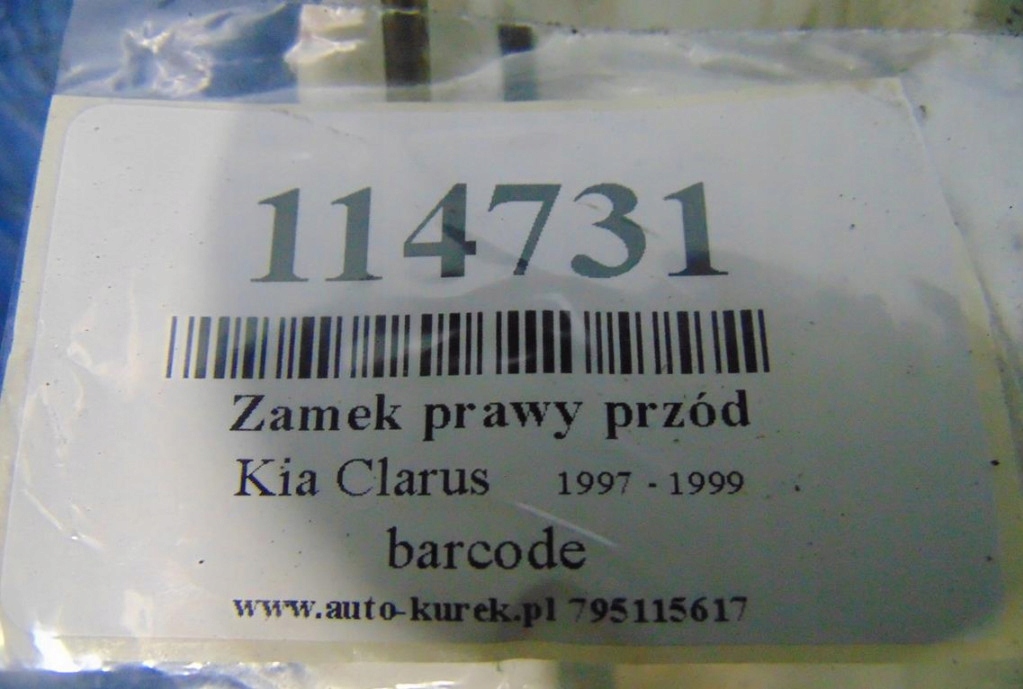 114731
Zamek prawy przód
Kia Clarus 1997 - 1999
barcode
www.auto-kurek.pl 795115617